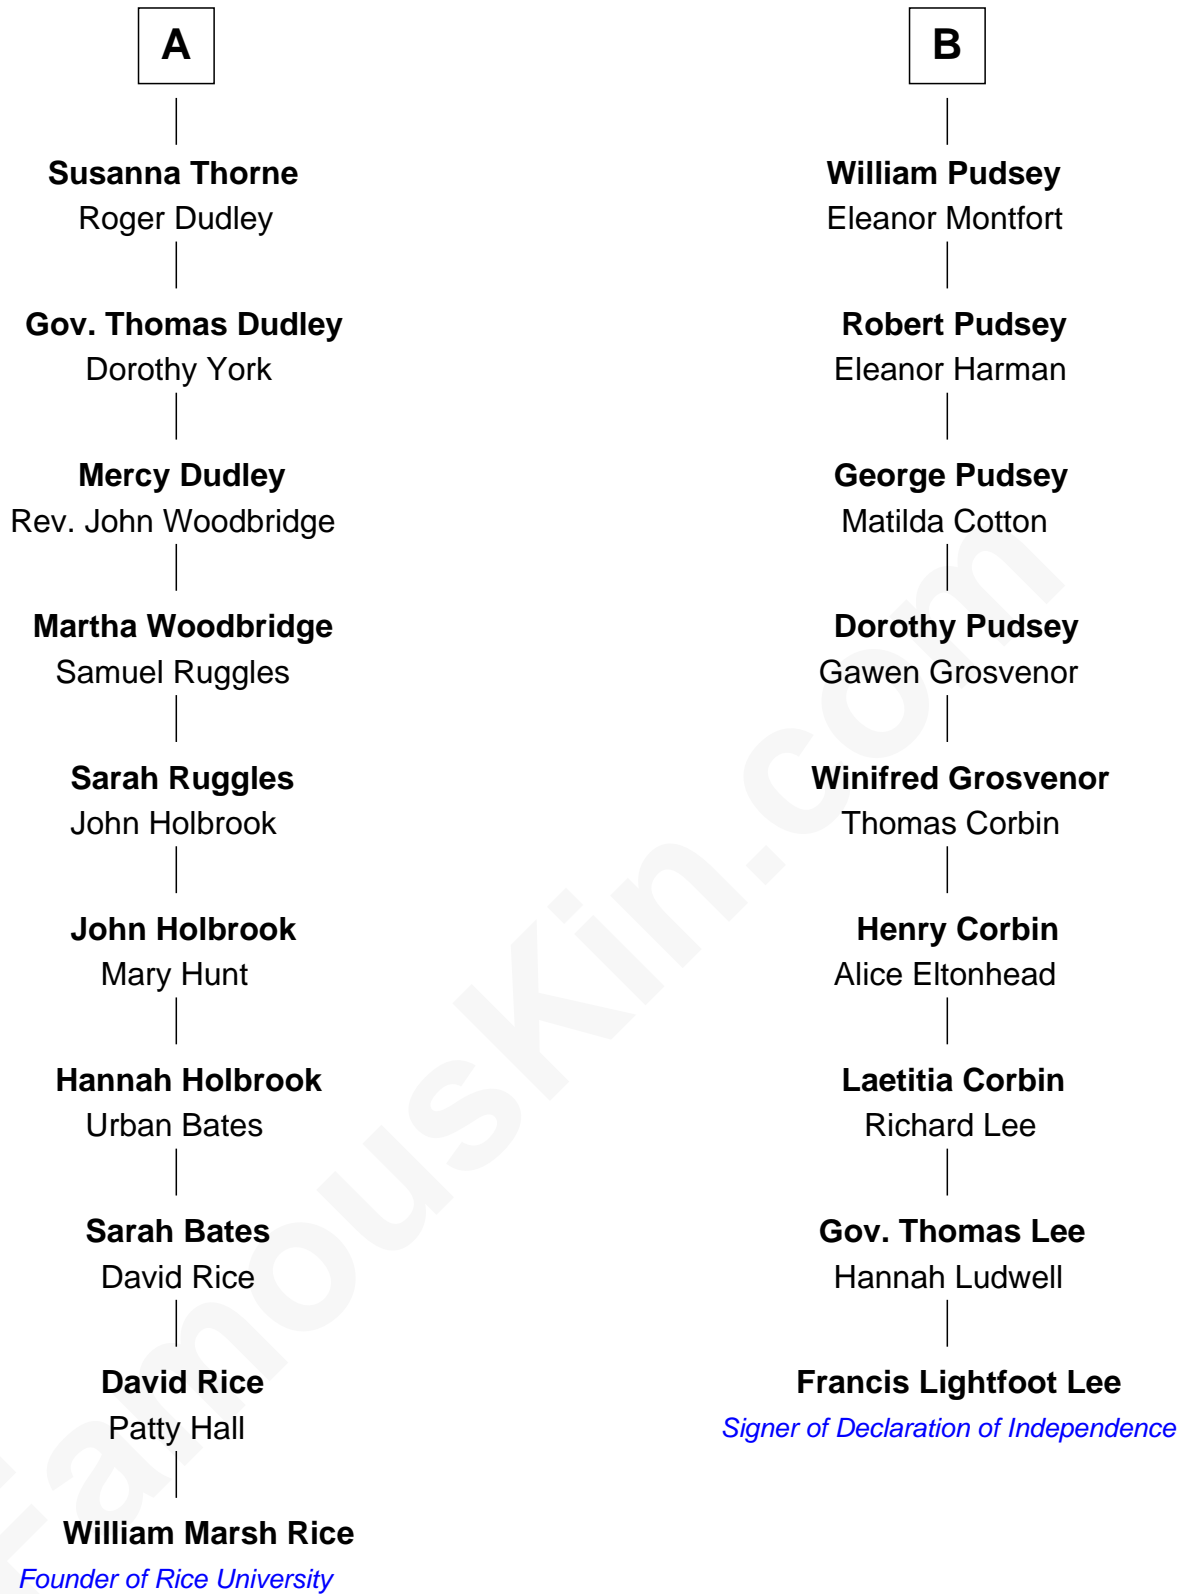 A
Susanna Thorne
Roger Dudley
Gov. Thomas Dudley
Dorothy York
Mercy Dudley
Rev. John Woodbridge
Martha Woodbridge
Samuel Ruggles
Sarah Ruggles
John Holbrook
John Holbrook
Mary Hunt
Hannah Holbrook
Urban Bates
Sarah Bates
David Rice
David Rice
Patty Hall
William Marsh Rice
Founder of Rice University
B
William Pudsey
Eleanor Montfort
Robert Pudsey
Eleanor Harman
George Pudsey
Matilda Cotton
Dorothy Pudsey
Gawen Grosvenor
Winifred Grosvenor
Thomas Corbin
Henry Corbin
Alice Eltonhead
Laetitia Corbin
Richard Lee
Gov. Thomas Lee
Hannah Ludwell
Francis Lightfoot Lee
Signer of Declaration of Independence
FamousKin.com